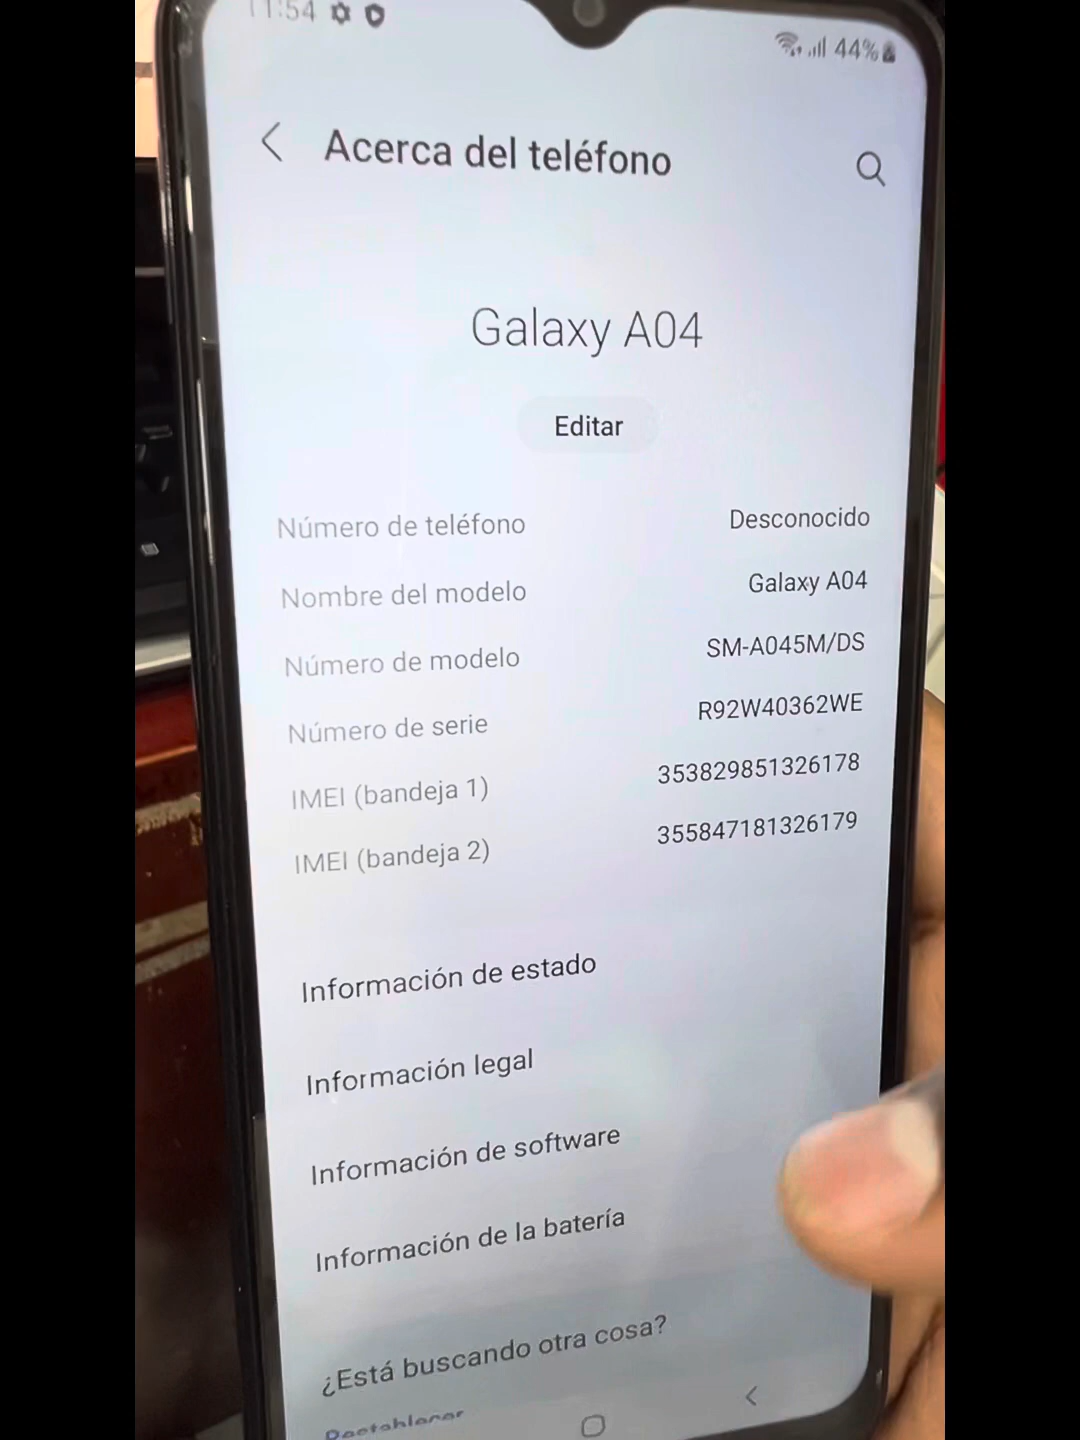 11:54
44%
Acerca del teléfono
Galaxy A04
Editar
Número de teléfono Desconocido
Nombre del modelo Galaxy A04
Número de modelo SM-A045M/DS
Número de serie R92W40362WE
IMEI (bandeja 1) 353829851326178
IMEI (bandeja 2) 355847181326179
Información de estado
Información legal
Información de software
Información de la batería
¿Está buscando otra cosa?
Restablecer